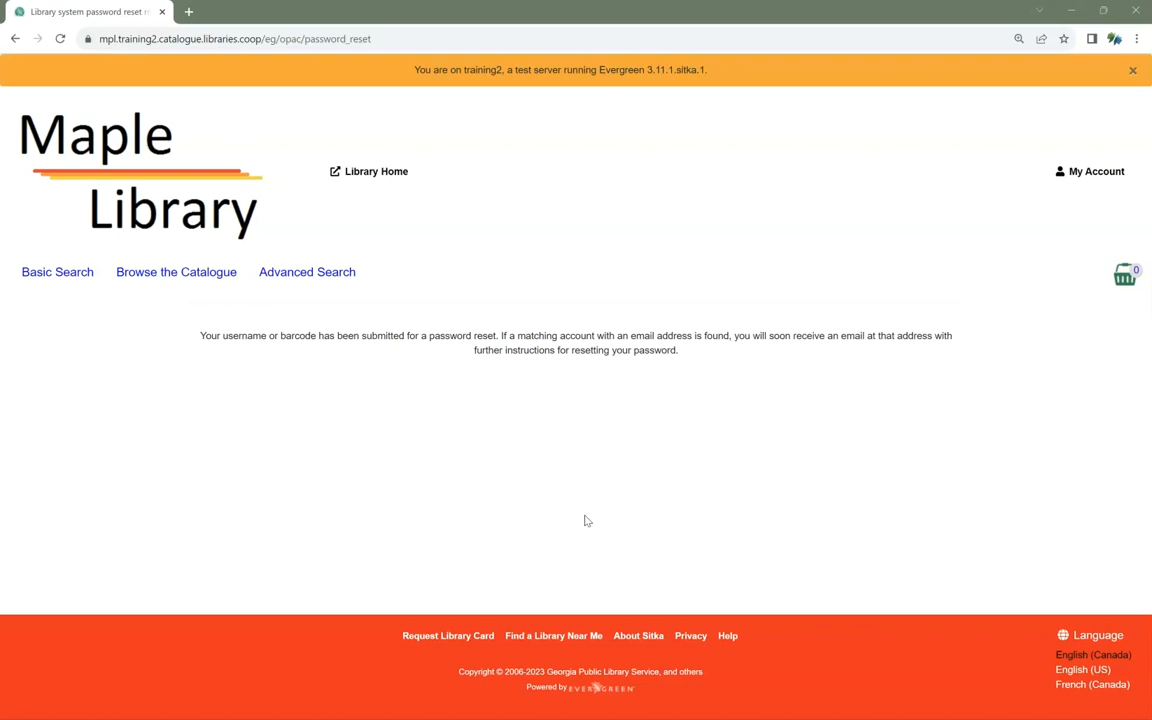 Library system password reset r
mpl.training2.catalogue.libraries.coop/eg/opac/password_reset
You are on training2, a test server running Evergreen 3.11.1.sitka.1.
Maple
Library
Library Home
My Account
Basic Search
Browse the Catalogue
Advanced Search
0
Your username or barcode has been submitted for a password reset. If a matching account with an email address is found, you will soon receive an email at that address with
further instructions for resetting your password.
Request Library Card
Find a Library Near Me
About Sitka
Privacy
Help
Language
English (Canada)
English (US)
French (Canada)
Copyright © 2006-2023 Georgia Public Library Service, and others
Powered by EVERGREEN